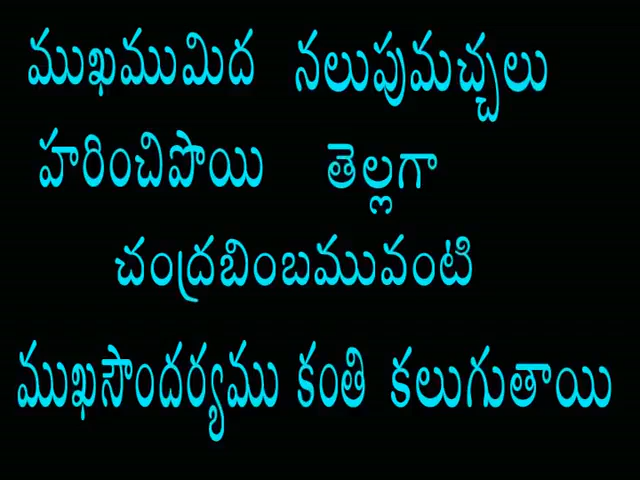 ముఖముమిద నలుపుమచ్చలు
హరించిపొయి తెల్లగా
చంద్రబింబమువంటి
ముఖసౌందర్యము కంతి కలుగుతాయి